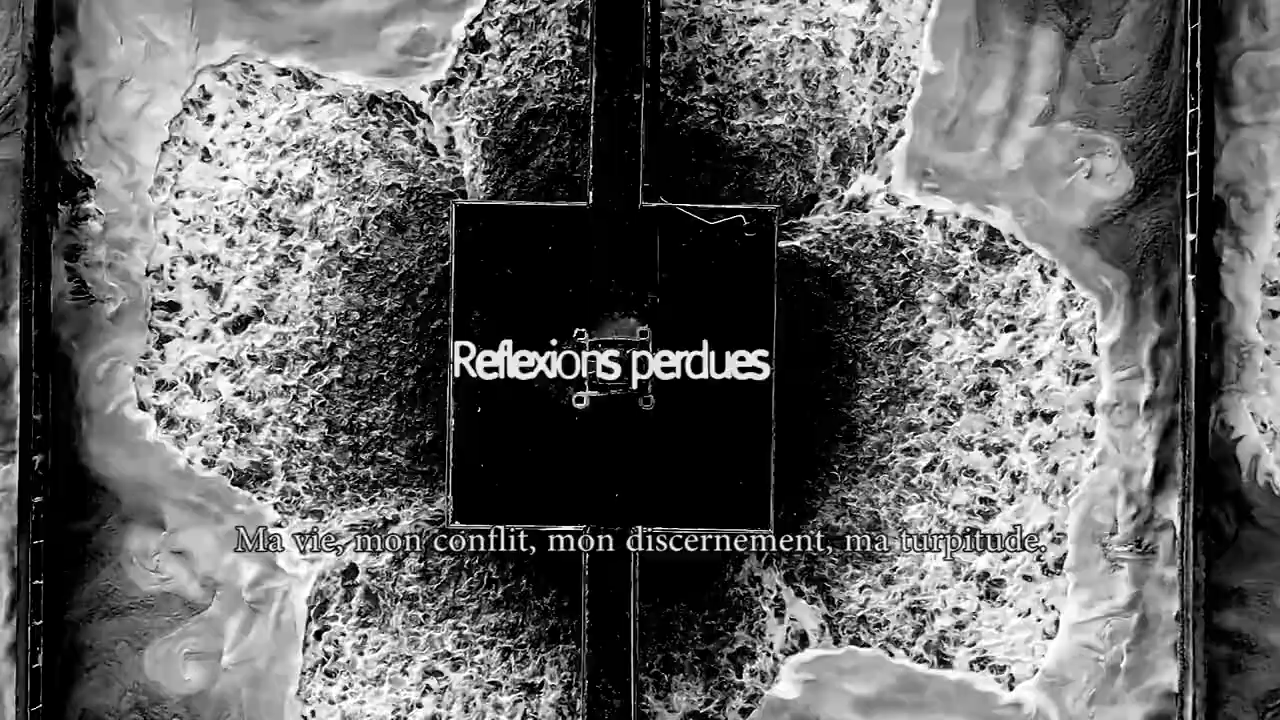 Reflexions perdues
Ma vie, mon conflit, mon discernement, ma turpitude.